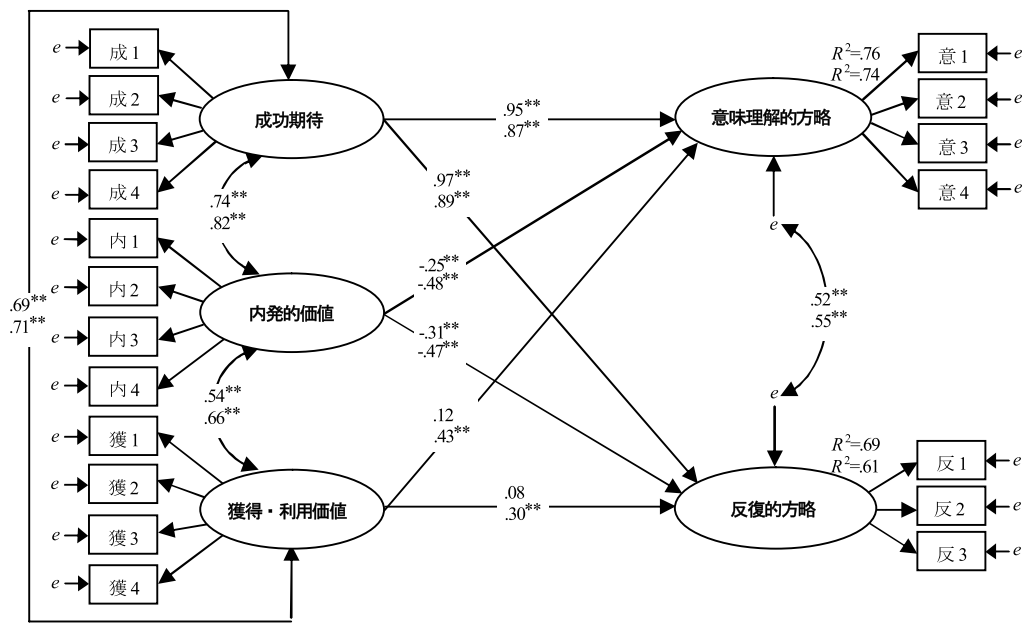 e
成1
e
成2
e
成3
e
成4
成功期待
.74**
.82**
e
内1
e
内2
e
内3
e
内4
内発的価値
.69**
.71**
.54**
.66**
e
獲1
e
獲2
e
獲3
e
獲4
獲得・利用価値
.95**
.87**
.97**
.89**
-.25**
-.48**
-.31**
-.47**
.12
.43**
.08
.30**
R²=.76
R²=.74
意味理解的方略
意1
e
意2
e
意3
e
意4
e
e
.52**
.55**
e
R²=.69
R²=.61
反復的方略
反1
e
反2
e
反3
e